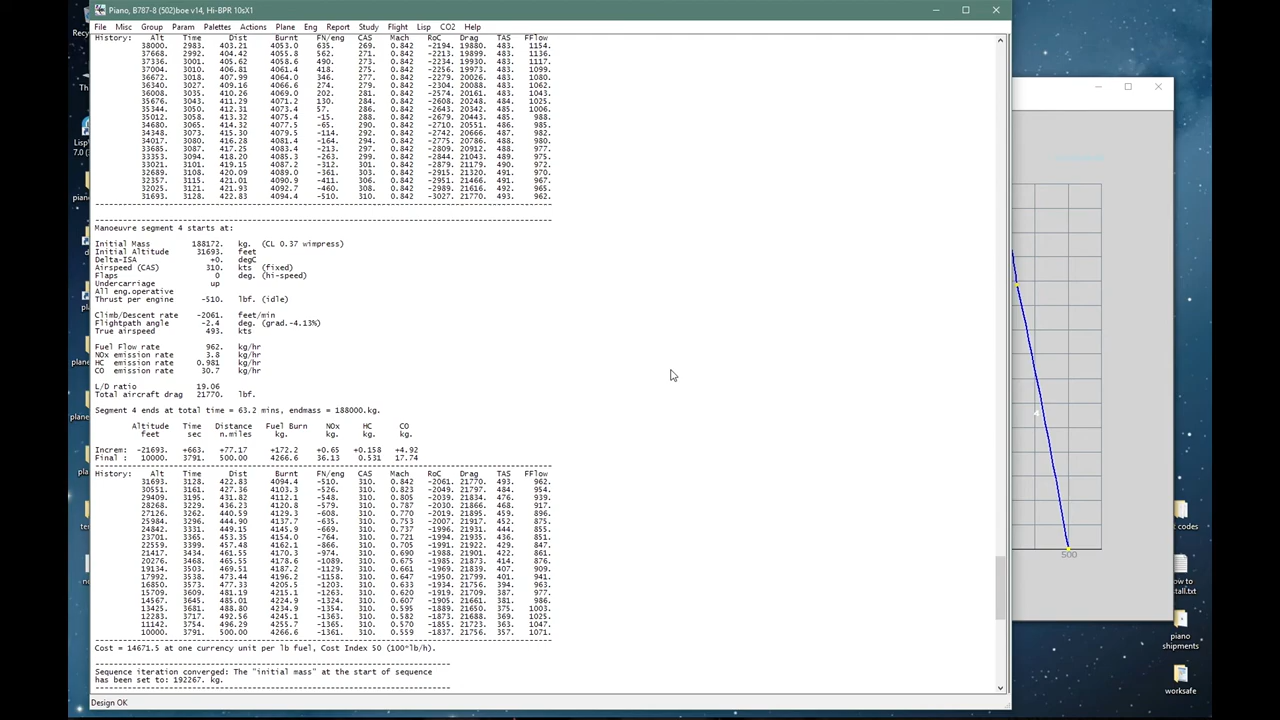 Piano, B787-8 (502)boe v14, Hi-BPR 10sX1
File Misc Group Param Palettes Actions Plane Eng Report Study Flight Lisp CO2 Help
History: Alt Time Dist Burnt FN/eng CAS Mach RoC Drag TAS FFlow
38000. 2983. 403.21 4053.0 635. 269. 0.842 -2194. 19880. 483. 1154.
37668. 2992. 404.42 4055.8 562. 271. 0.842 -2213. 19899. 483. 1136.
37336. 3001. 405.62 4058.6 490. 273. 0.842 -2234. 19930. 483. 1117.
37004. 3010. 406.81 4061.4 418. 275. 0.842 -2256. 19973. 483. 1099.
36672. 3018. 407.99 4064.0 346. 277. 0.842 -2279. 20026. 483. 1080.
36340. 3027. 409.16 4066.6 274. 279. 0.842 -2304. 20088. 483. 1062.
36008. 3035. 410.26 4068.9 202. 281. 0.842 -2574. 20161. 483. 1043.
35676. 3043. 411.29 4071.2 130. 284. 0.842 -2608. 20248. 484. 1025.
35344. 3050. 412.31 4073.4 57. 286. 0.842 -2643. 20342. 485. 1006.
35012. 3058. 413.32 4075.4 -15. 288. 0.842 -2679. 20443. 485. 988.
34680. 3065. 414.32 4077.5 -65. 290. 0.842 -2710. 20551. 486. 985.
34348. 3073. 415.30 4079.5 -114. 292. 0.842 -2742. 20666. 487. 982.
34017. 3080. 416.28 4081.4 -164. 294. 0.842 -2775. 20788. 488. 980.
33685. 3087. 417.25 4083.4 -213. 297. 0.842 -2809. 20912. 488. 977.
33353. 3094. 418.20 4085.3 -263. 299. 0.842 -2844. 21043. 489. 975.
33021. 3101. 419.15 4087.2 -312. 301. 0.842 -2879. 21179. 490. 972.
32689. 3108. 420.09 4089.0 -361. 303. 0.842 -2915. 21320. 491. 970.
32357. 3115. 421.01 4090.9 -411. 306. 0.842 -2951. 21466. 491. 967.
32025. 3121. 421.93 4092.7 -460. 308. 0.842 -2989. 21616. 492. 965.
31693. 3128. 422.83 4094.4 -510. 310. 0.842 -3027. 21770. 493. 962.
Manoeuvre segment 4 starts at:
Initial Mass 188172. kg. (CL 0.37 wimpress)
Initial Altitude 31693. feet
Delta-ISA +0. degC
Airspeed (CAS) 310. kts (fixed)
Flaps 0 deg. (hi-speed)
Undercarriage up
All eng.operative
Thrust per engine -510. lbf. (idle)
Climb/Descent rate -2061. feet/min
Flightpath angle -2.4 deg. (grad.-4.13%)
True airspeed 493. kts
Fuel Flow rate 962. kg/hr
NOx emission rate 3.8 kg/hr
HC emission rate 0.981 kg/hr
CO emission rate 30.7 kg/hr
L/D ratio 19.06
Total aircraft drag 21770. lbf.
Segment 4 ends at total time = 63.2 mins, endmass = 188000.kg.
Altitude Time Distance Fuel Burn NOx HC CO
feet sec n.miles kg. kg. kg. kg.
Increm: -21693. +663. +77.17 +172.2 +0.65 +0.158 +4.92
Final : 10000. 3791. 500.00 4266.6 36.13 0.531 17.74
History: Alt Time Dist Burnt FN/eng CAS Mach RoC Drag TAS FFlow
31693. 3128. 422.83 4094.4 -510. 310. 0.842 -2061. 21770. 493. 962.
30551. 3161. 427.36 4103.3 -526. 310. 0.823 -2049. 21797. 484. 954.
29409. 3195. 431.82 4112.1 -548. 310. 0.805 -2039. 21834. 476. 939.
28268. 3229. 436.23 4120.8 -579. 310. 0.787 -2030. 21866. 468. 917.
27126. 3262. 440.59 4129.3 -608. 310. 0.770 -2019. 21895. 459. 896.
25984. 3296. 444.90 4137.7 -635. 310. 0.753 -2007. 21917. 452. 875.
24842. 3331. 449.15 4145.9 -669. 310. 0.737 -1996. 21931. 444. 855.
23701. 3365. 453.35 4154.0 -764. 310. 0.721 -1994. 21935. 436. 851.
22559. 3399. 457.48 4162.1 -866. 310. 0.705 -1991. 21922. 429. 847.
21417. 3434. 461.55 4170.3 -974. 310. 0.690 -1988. 21901. 422. 861.
20276. 3468. 465.55 4178.6 -1089. 310. 0.675 -1985. 21873. 414. 876.
19134. 3503. 469.51 4187.2 -1129. 310. 0.661 -1969. 21839. 407. 909.
17992. 3538. 473.44 4196.2 -1158. 310. 0.647 -1950. 21799. 401. 941.
16850. 3573. 477.33 4205.5 -1203. 310. 0.633 -1934. 21756. 394. 963.
15709. 3609. 481.19 4215.1 -1263. 310. 0.620 -1919. 21709. 387. 977.
14567. 3645. 485.01 4224.9 -1324. 310. 0.607 -1905. 21661. 381. 986.
13425. 3681. 488.80 4234.9 -1354. 310. 0.595 -1889. 21650. 375. 1003.
12283. 3717. 492.56 4245.1 -1361. 310. 0.582 -1873. 21688. 369. 1025.
11142. 3754. 496.29 4255.7 -1365. 310. 0.570 -1855. 21723. 363. 1047.
10000. 3791. 500.00 4266.6 -1361. 310. 0.559 -1837. 21756. 357. 1071.
Cost = 14671.5 at one currency unit per lb fuel, Cost Index 50 (100*lb/h).
Sequence iteration converged: The "initial mass" at the start of sequence
has been set to: 192267. kg.
Design OK
500
piano
shipments
worksafe